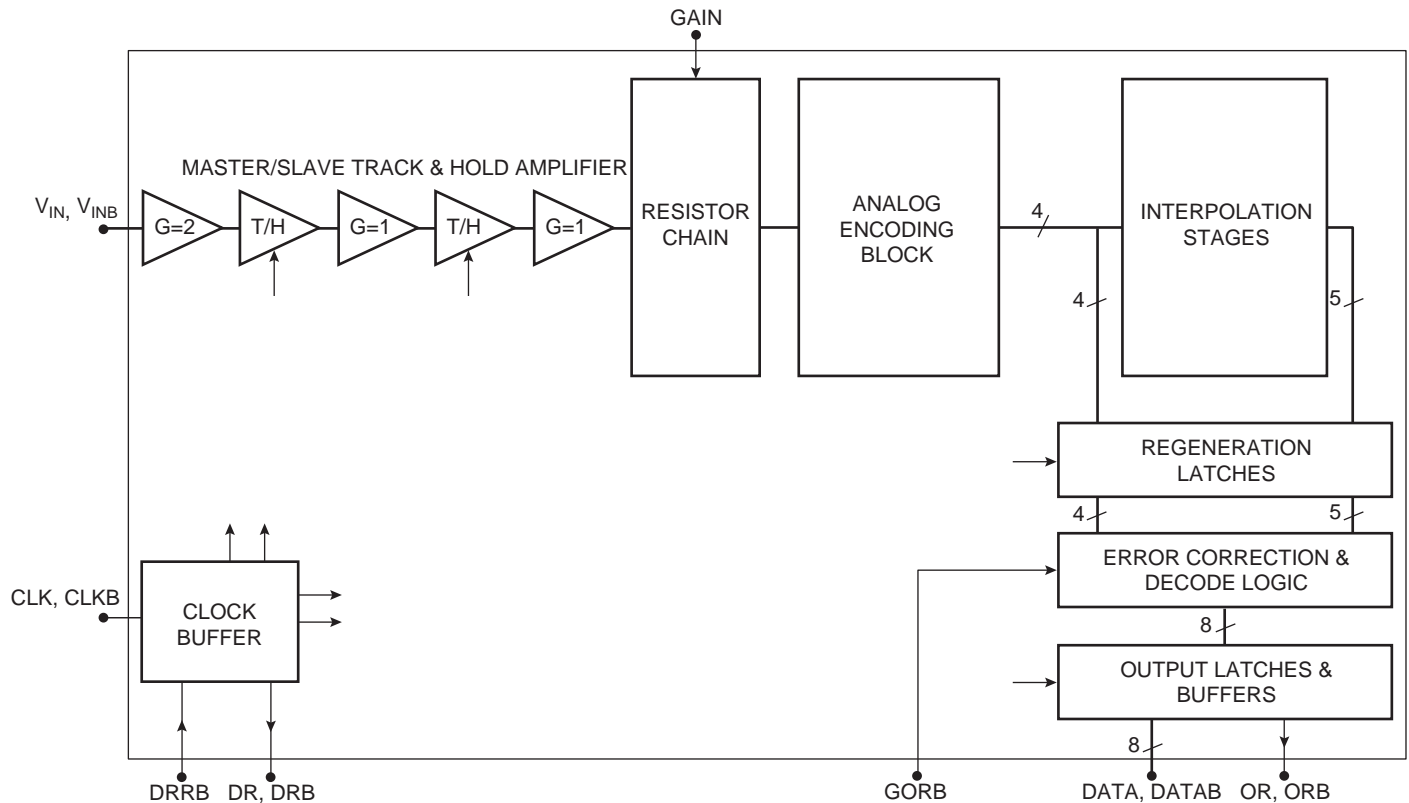 GAIN
MASTER/SLAVE TRACK & HOLD AMPLIFIER
VIN, VINB
G=2
T/H
G=1
T/H
G=1
RESISTOR
CHAIN
ANALOG
ENCODING
BLOCK
4
INTERPOLATION
STAGES
4
5
REGENERATION
LATCHES
4
5
ERROR CORRECTION &
DECODE LOGIC
CLK, CLKB
CLOCK
BUFFER
8
OUTPUT LATCHES &
BUFFERS
8
DRRB
DR, DRB
GORB
DATA, DATAB
OR, ORB